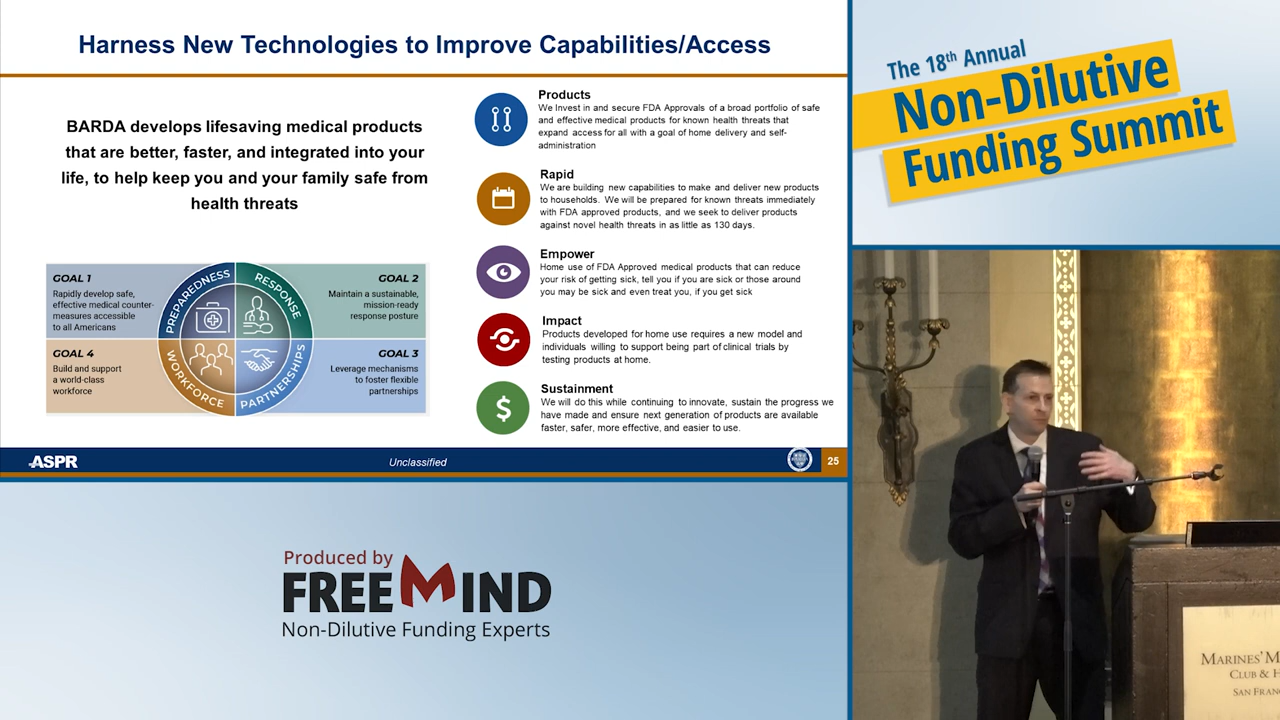 Harness New Technologies to Improve Capabilities/Access
BARDA develops lifesaving medical products
that are better, faster, and integrated into your
life, to help keep you and your family safe from
health threats
GOAL 1
Rapidly develop safe,
effective medical counter-
measures accessible
to all Americans
GOAL 2
Maintain a sustainable,
mission-ready
response posture
GOAL 4
Build and support
a world-class
workforce
GOAL 3
Leverage mechanisms
to foster flexible
partnerships
PREPAREDNESS
RESPONSE
WORKFORCE
PARTNERSHIPS
Products
We Invest in and secure FDA Approvals of a broad portfolio of safe
and effective medical products for known health threats that
expand access for all with a goal of home delivery and self-
administration
Rapid
We are building new capabilities to make and deliver new products
to households. We will be prepared for known threats immediately
with FDA approved products, and we seek to deliver products
against novel health threats in as little as 130 days.
Empower
Home use of FDA Approved medical products that can reduce
your risk of getting sick, tell you if you are sick or those around
you may be sick and even treat you, if you get sick
Impact
Products developed for home use requires a new model and
individuals willing to support being part of clinical trials by
testing products at home.
Sustainment
$
We will do this while continuing to innovate, sustain the progress we
have made and ensure next generation of products are available
faster, safer, more effective, and easier to use.
ASPR
Unclassified
25
The 18th Annual
Non-Dilutive
Funding Summit
Produced by
FREEMIND
Non-Dilutive Funding Experts
MARINES' M
CLUB & H
SAN FRANC